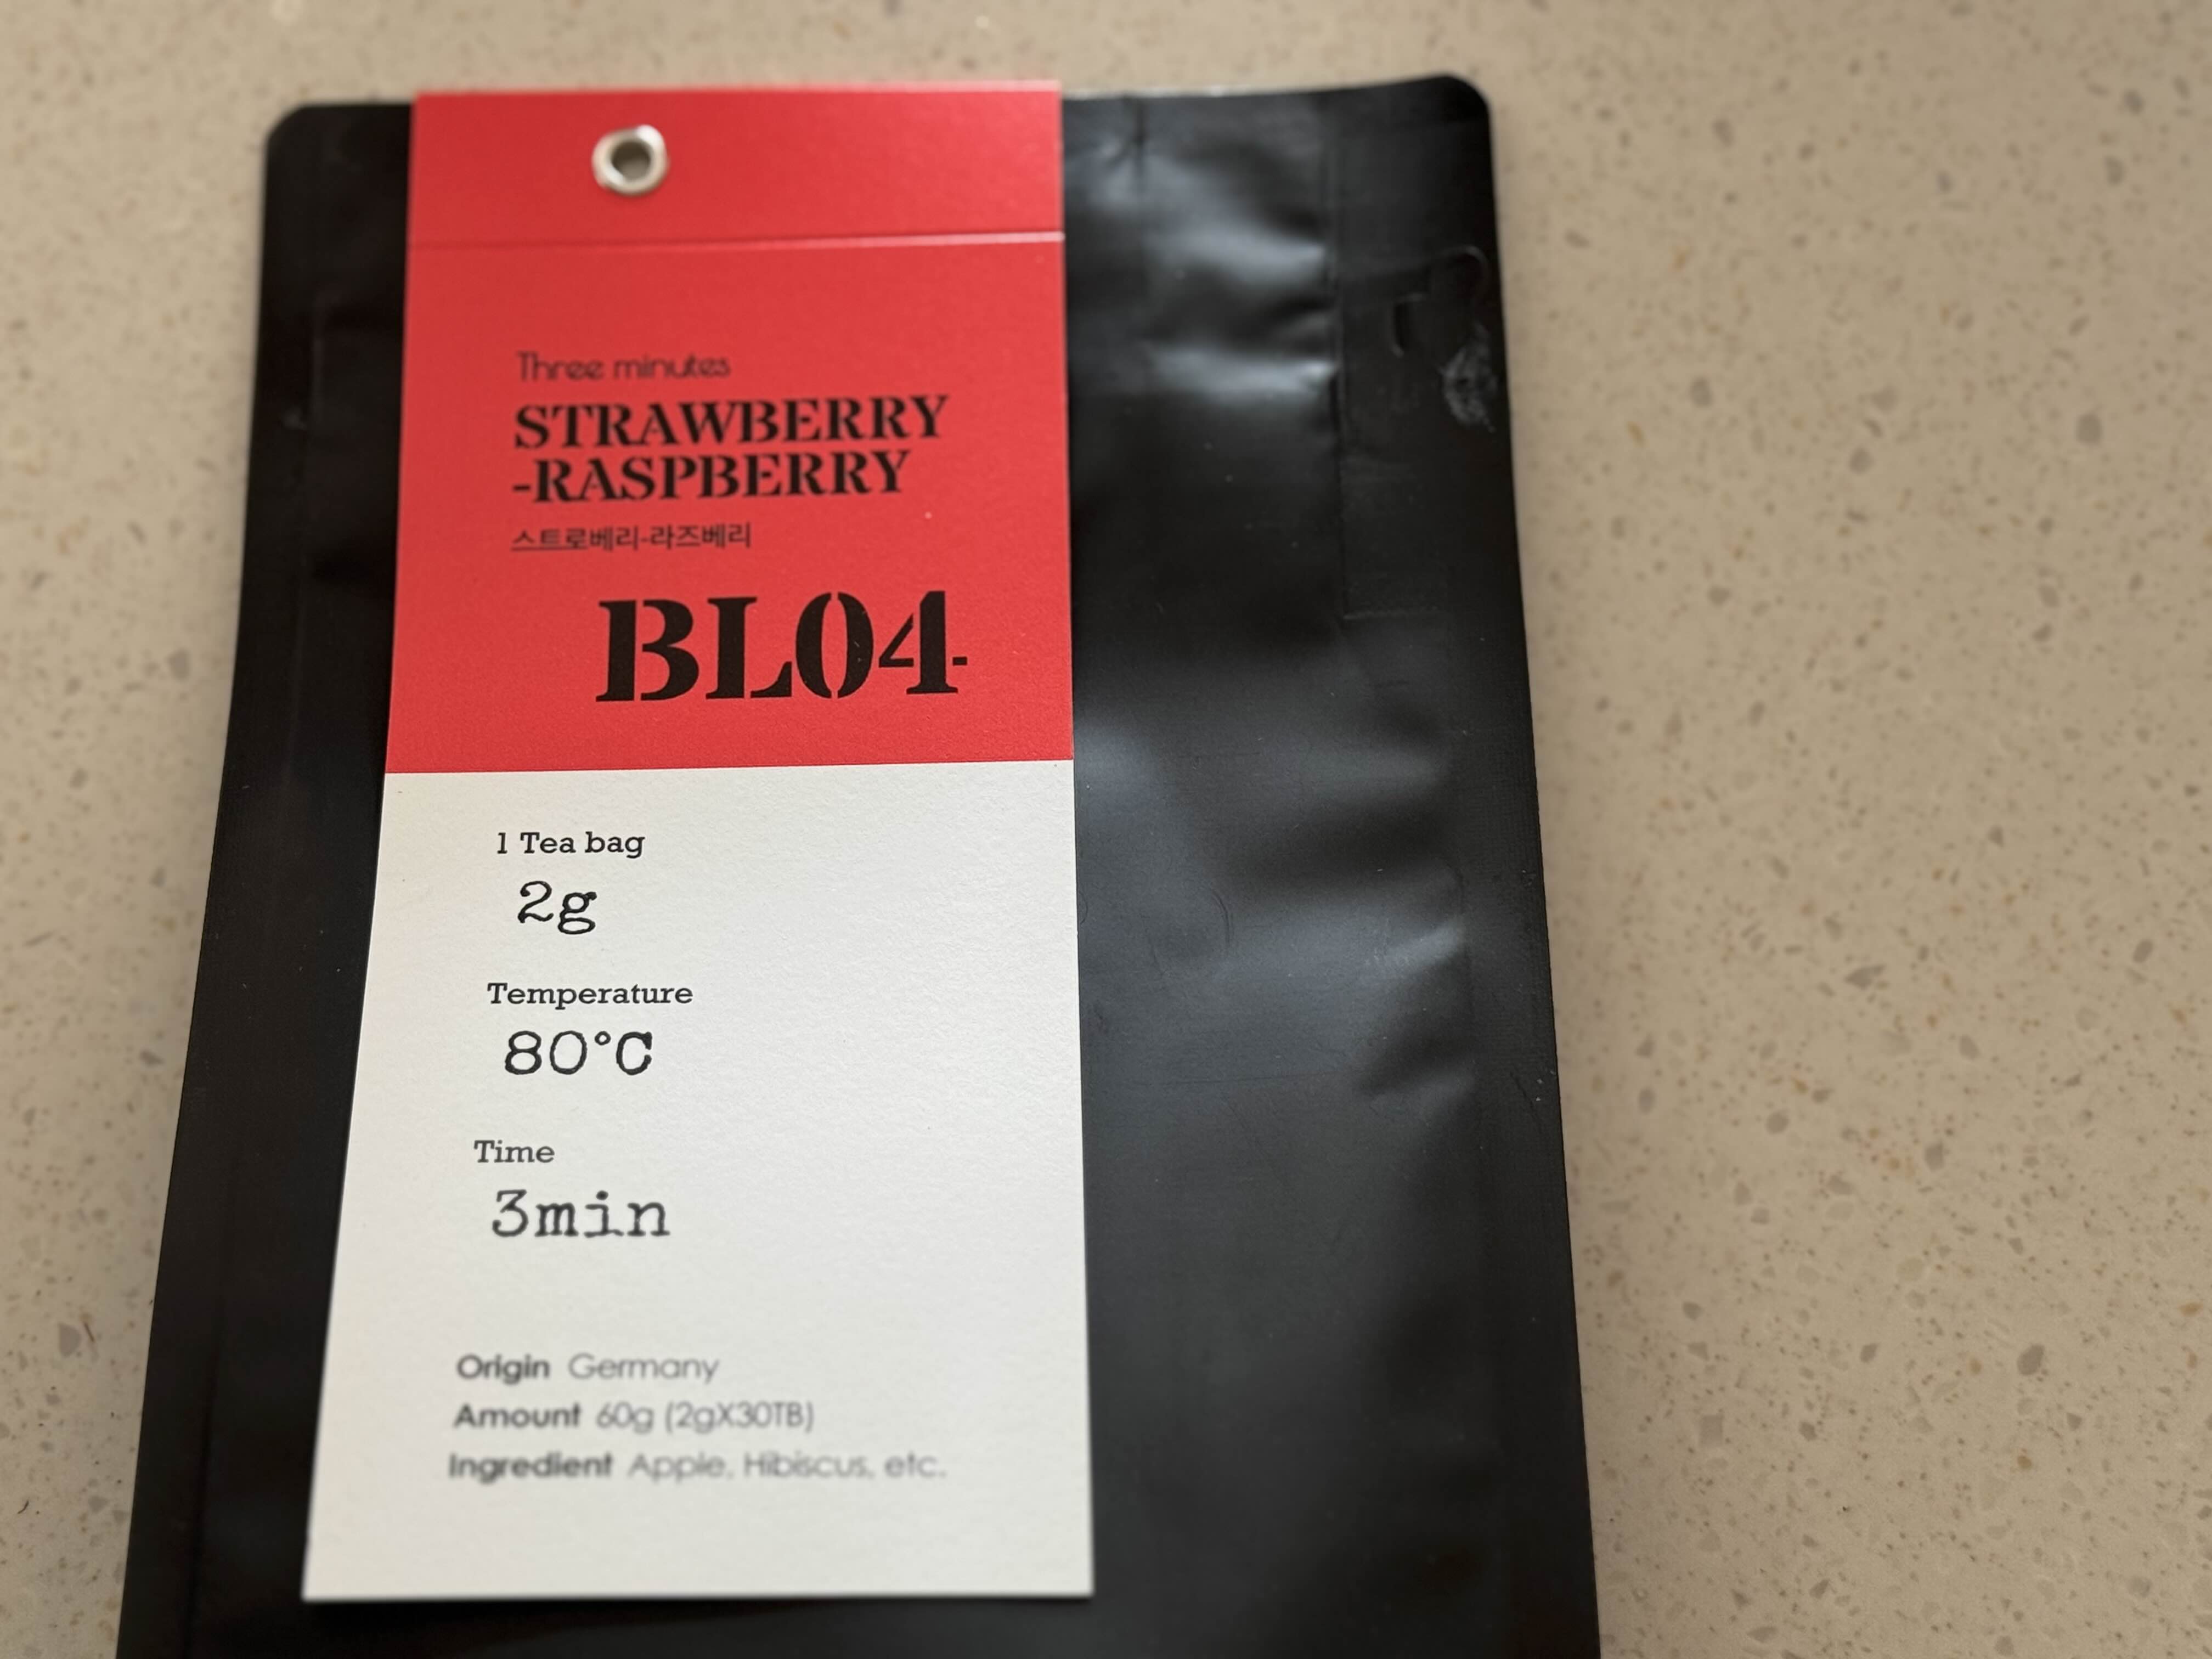 Three minutes
STRAWBERRY
-RASPBERRY
스트로베리-라즈베리
BL04-
1 Tea bag
2g
Temperature
80°C
Time
3min
Origin Germany
Amount 60g (2gX30TB)
Ingredient Apple, Hibiscus, etc.